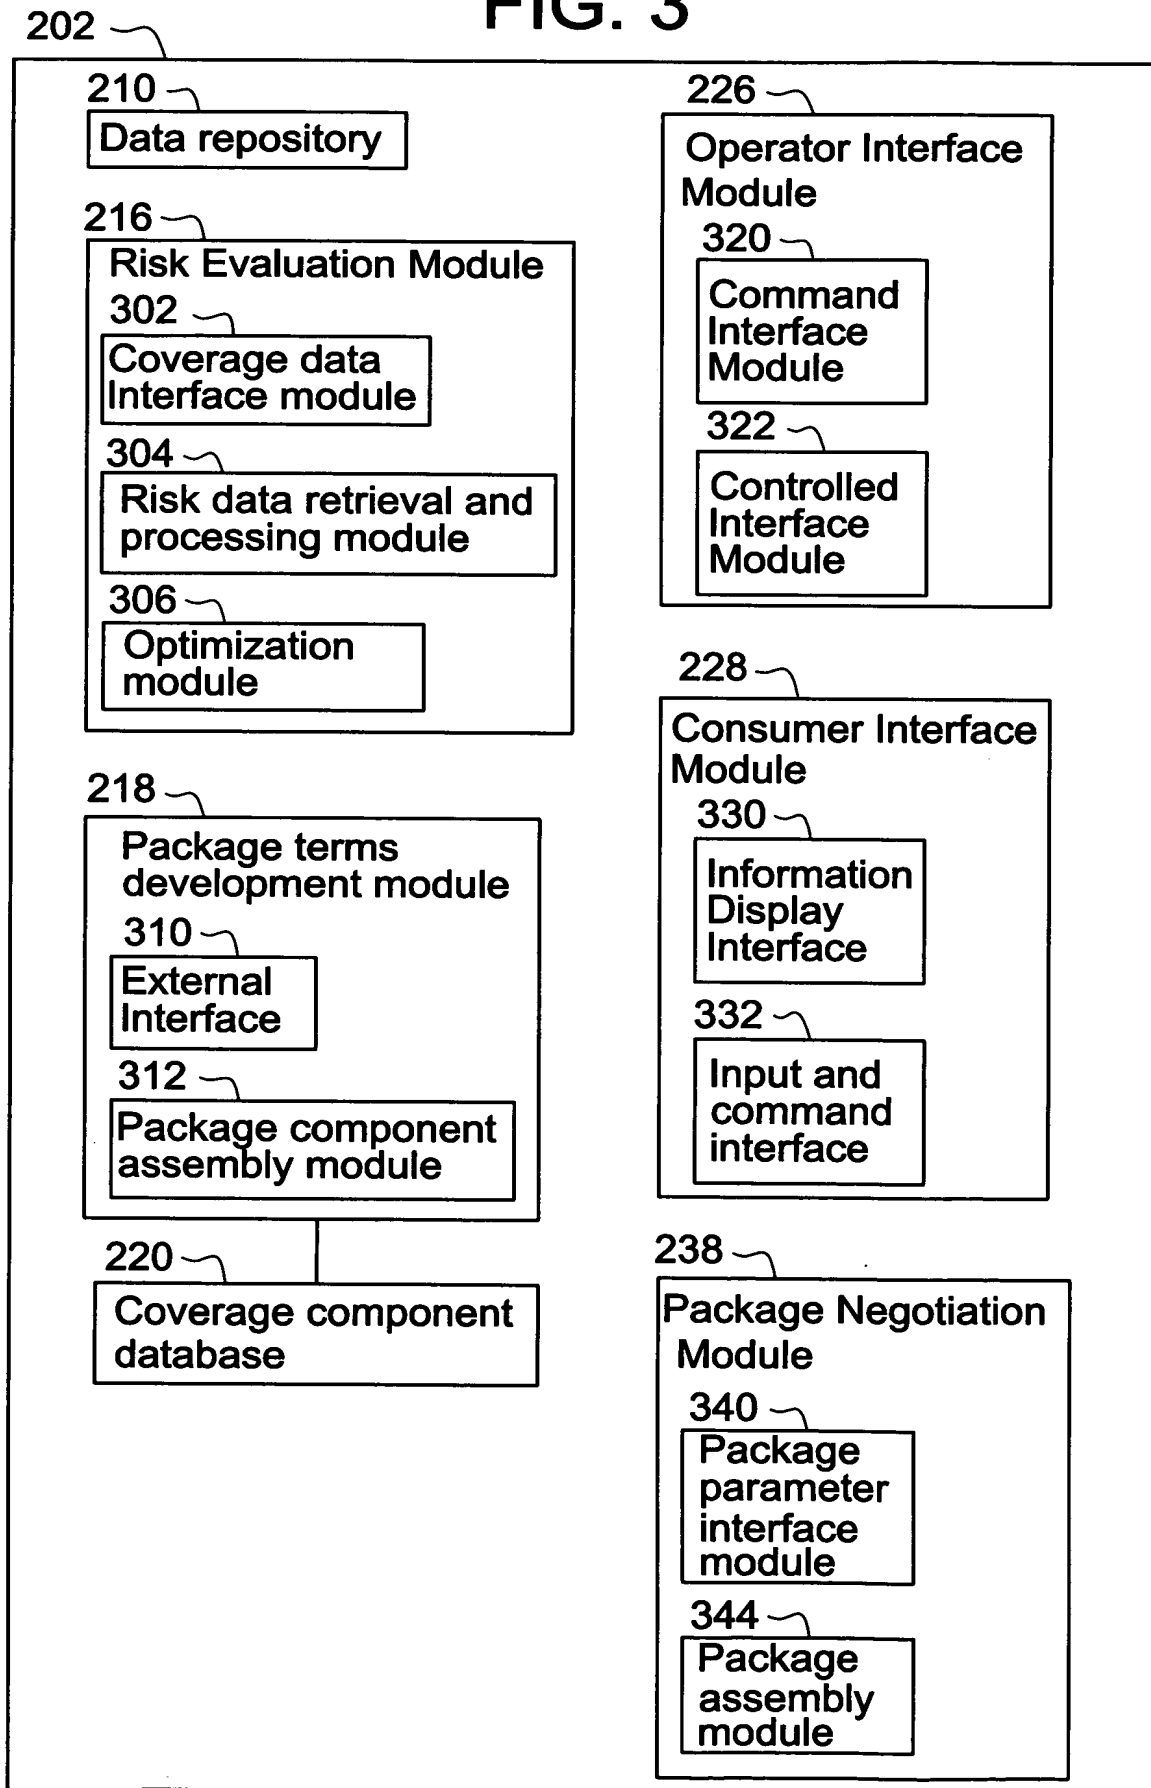 FIG. 3
202
210
Data repository
216
Risk Evaluation Module
302
Coverage data
Interface module
304
Risk data retrieval and
processing module
306
Optimization
module
218
Package terms
development module
310
External
Interface
312
Package component
assembly module
220
Coverage component
database
226
Operator Interface
Module
320
Command
Interface
Module
322
Controlled
Interface
Module
228
Consumer Interface
Module
330
Information
Display
Interface
332
Input and
command
interface
238
Package Negotiation
Module
340
Package
parameter
interface
module
344
Package
assembly
module